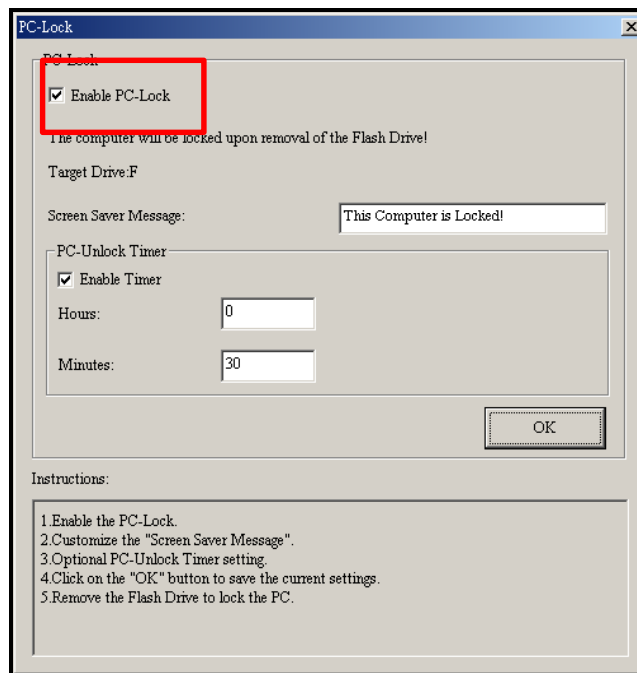 PC-Lock
PC-Lock
Enable PC-Lock
The computer will be locked upon removal of the Flash Drive!
Target Drive:F
Screen Saver Message:
This Computer is Locked!
PC-Unlock Timer
Enable Timer
Hours:
0
Minutes:
30
OK
Instructions:
1.Enable the PC-Lock.
2.Customize the "Screen Saver Message".
3.Optional PC-Unlock Timer setting.
4.Click on the "OK" button to save the current settings.
5.Remove the Flash Drive to lock the PC.